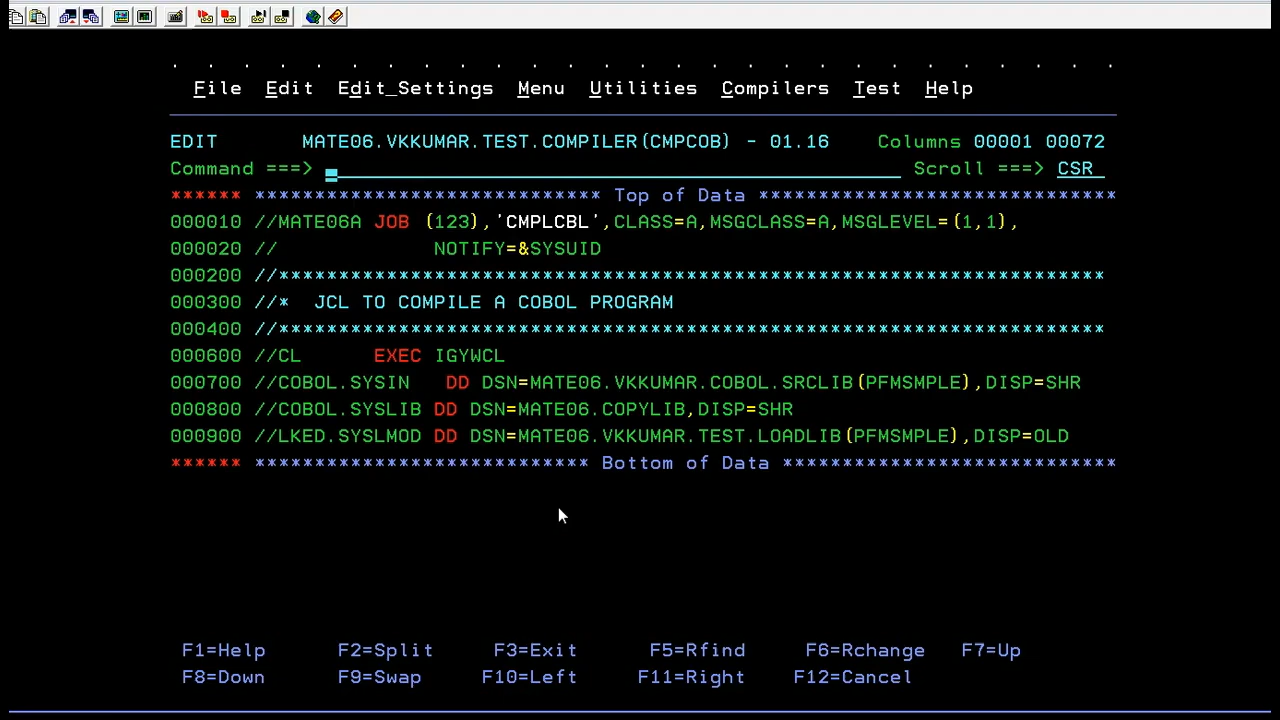 . . . . . . . . . . . . . . . . . . . . . . . . . . .
File Edit Edit_Settings Menu Utilities Compilers Test Help
EDIT MATE06.VKKUMAR.TEST.COMPILER(CMPCOB) - 01.16 Columns 00001 00072
Command ===> Scroll ===> CSR
****** ***************************** Top of Data ******************************
000010 //MATE06A JOB (123),'CMPLCBL',CLASS=A,MSGCLASS=A,MSGLEVEL=(1,1),
000020 // NOTIFY=&SYSUID
000200 //*********************************************************************
000300 //* JCL TO COMPILE A COBOL PROGRAM
000400 //*********************************************************************
000600 //CL EXEC IGYWCL
000700 //COBOL.SYSIN DD DSN=MATE06.VKKUMAR.COBOL.SRCLIB(PFMSMPLE),DISP=SHR
000800 //COBOL.SYSLIB DD DSN=MATE06.COPYLIB,DISP=SHR
000900 //LKED.SYSLMOD DD DSN=MATE06.VKKUMAR.TEST.LOADLIB(PFMSMPLE),DISP=OLD
****** **************************** Bottom of Data ****************************
F1=Help F2=Split F3=Exit F5=Rfind F6=Rchange F7=Up
F8=Down F9=Swap F10=Left F11=Right F12=Cancel